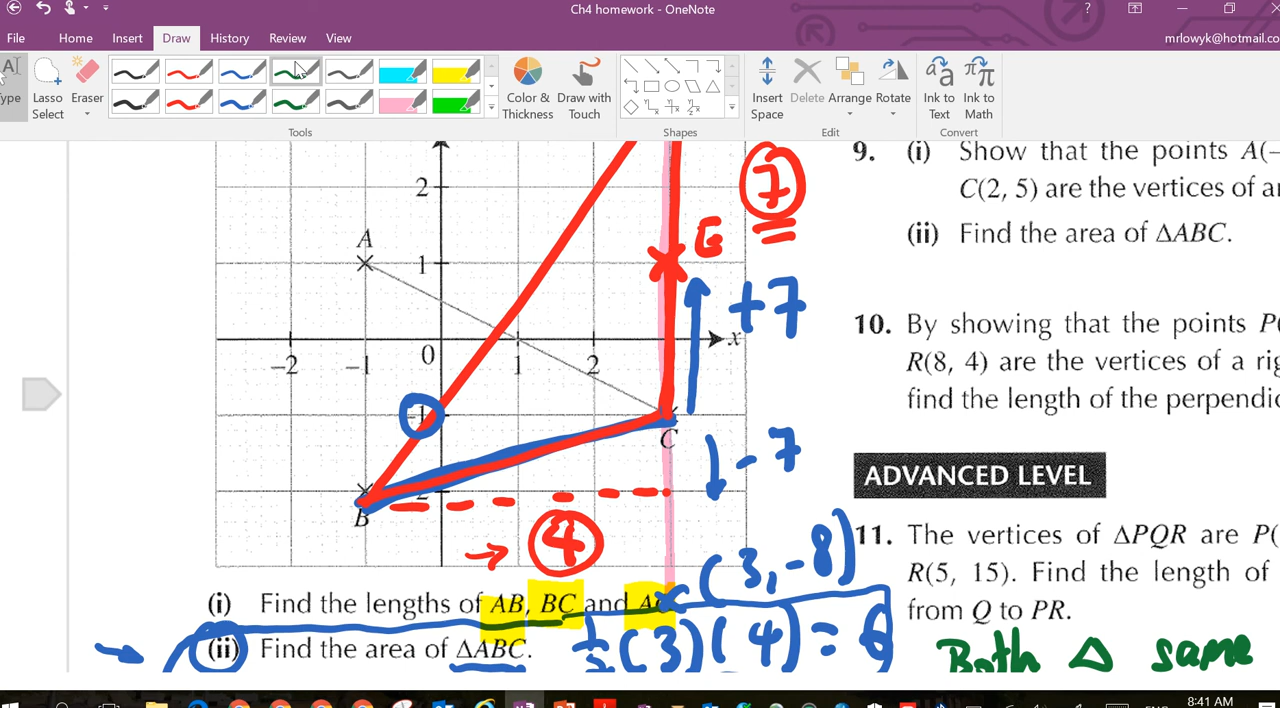 Ch4 homework - OneNote
?
File Home Insert Draw History Review View
mrlowyk@hotmail.co
Type
Lasso Select
Eraser
Color & Thickness
Draw with Touch
Insert Space
Delete
Arrange
Rotate
Ink to Text
Ink to Math
Tools
Shapes
Edit
Convert
2
A
1
E
7
+7
x
-2 -1 0 1 2
-1
C
-7
B
4
(3, -8)
(i) Find the lengths of AB, BC and A
(ii) Find the area of ΔABC.
1/2 (3)(4) = 6
9. (i) Show that the points A(–
C(2, 5) are the vertices of an
(ii) Find the area of ΔABC.
10. By showing that the points P(
R(8, 4) are the vertices of a rig
find the length of the perpendic
ADVANCED LEVEL
11. The vertices of ΔPQR are P(
R(5, 15). Find the length of
from Q to PR.
Both Δ same
8:41 AM